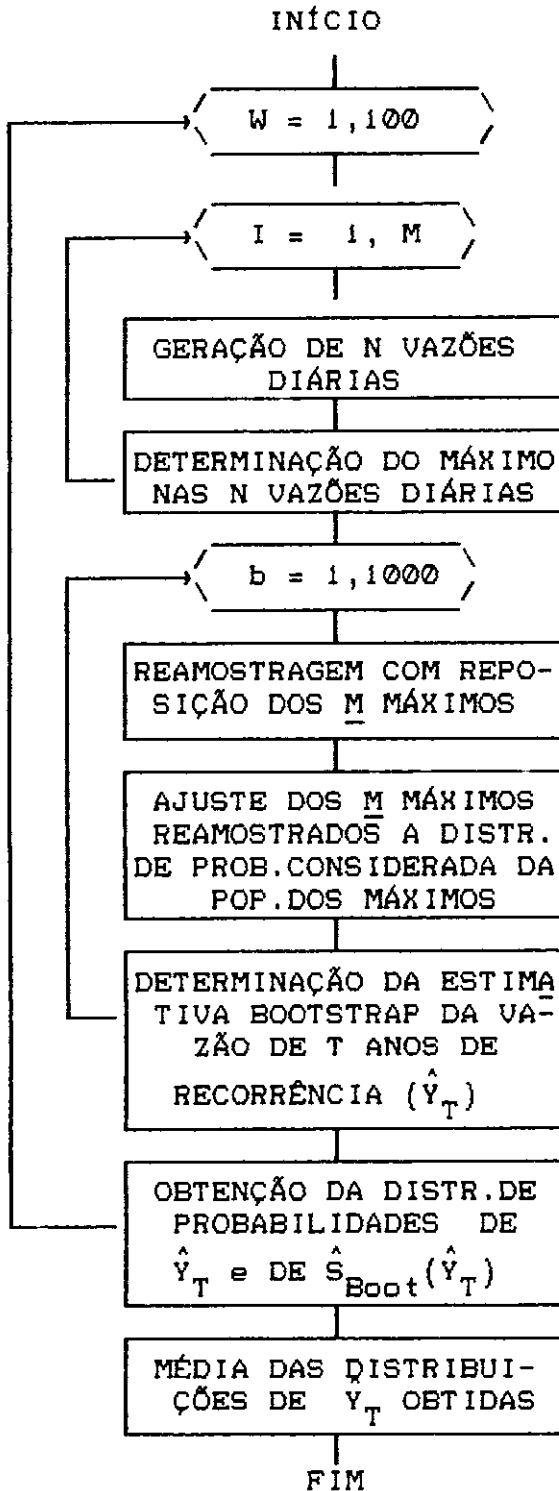 INÍCIO
W = 1,100
I = 1, M
GERAÇÃO DE N VAZÕES
DIÁRIAS
DETERMINAÇÃO DO MÁXIMO
NAS N VAZÕES DIÁRIAS
b = 1,1000
REAMOSTRAGEM COM REPO-
SIÇÃO DOS M MÁXIMOS
AJUSTE DOS M MÁXIMOS
REAMOSTRADOS A DISTR.
DE PROB.CONSIDERADA DA
POP.DOS MÁXIMOS
DETERMINAÇÃO DA ESTIMA
TIVA BOOTSTRAP DA VA-
ZÃO DE T ANOS DE
RECORRÊNCIA (Ŷ_T)
OBTENÇÃO DA DISTR.DE
PROBABILIDADES DE
Ŷ_T e DE Ŝ_Boot(Ŷ_T)
MÉDIA DAS DISTRIBUI-
ÇÕES DE Ŷ_T OBTIDAS
FIM